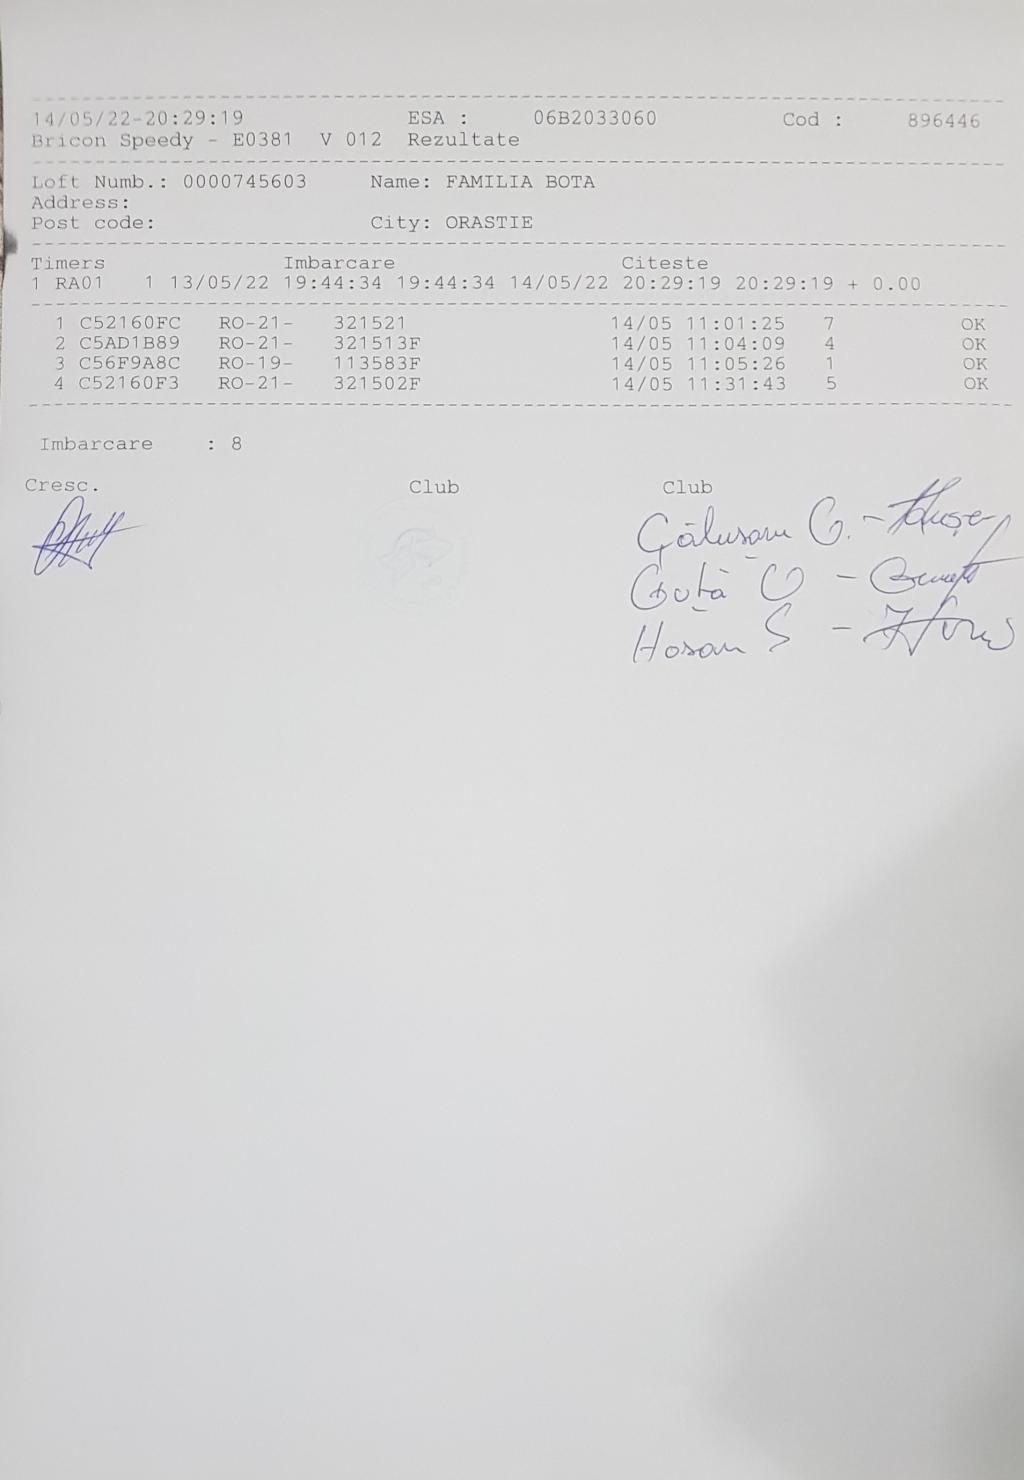 14/05/22-20:29:19 ESA : 06B2033060 Cod : 896446
Bricon Speedy - E0381 V 012 Rezultate
Loft Numb.: 0000745603 Name: FAMILIA BOTA
Address:
Post code: City: ORASTIE
Timers Imbarcare Citeste
1 RA01 1 13/05/22 19:44:34 19:44:34 14/05/22 20:29:19 20:29:19 + 0.00
1 C52160FC RO-21- 321521 14/05 11:01:25 7 OK
2 C5AD1B89 RO-21- 321513F 14/05 11:04:09 4 OK
3 C56F9A8C RO-19- 113583F 14/05 11:05:26 1 OK
4 C52160F3 RO-21- 321502F 14/05 11:31:43 5 OK
Imbarcare : 8
Cresc. Club Club
Gălușanu G. -
Guță O -
Hosan S -